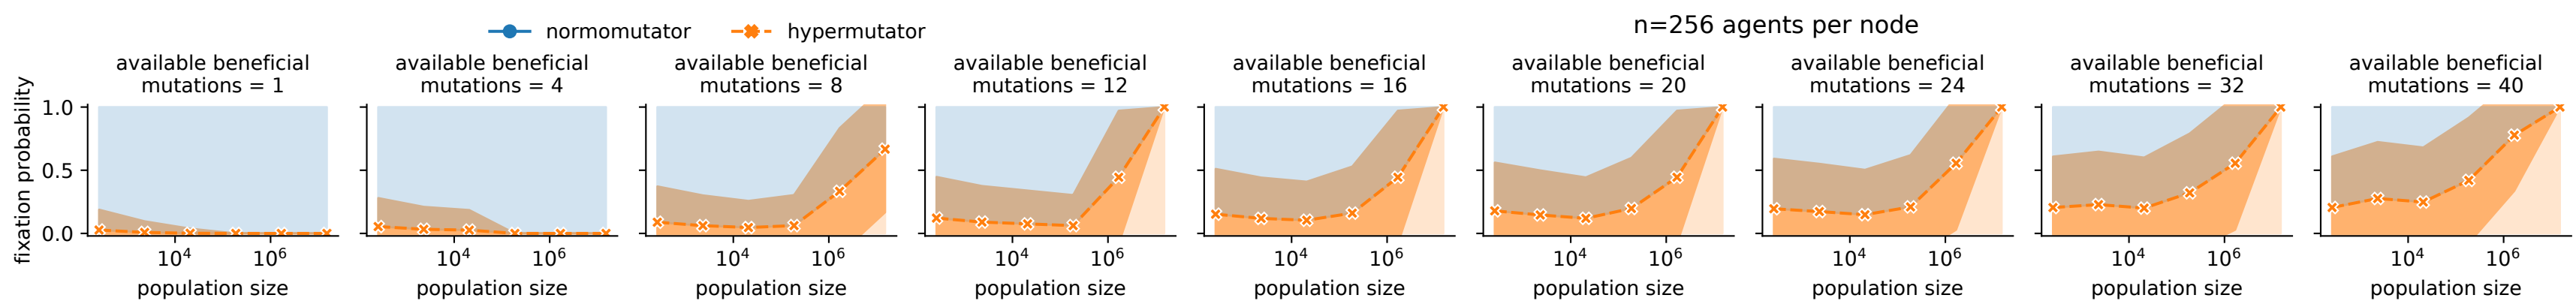 normomutator
hypermutator
n=256 agents per node
available beneficial
mutations = 1
available beneficial
mutations = 4
available beneficial
mutations = 8
available beneficial
mutations = 12
available beneficial
mutations = 16
available beneficial
mutations = 20
available beneficial
mutations = 24
available beneficial
mutations = 32
available beneficial
mutations = 40
fixation probability
1.0
0.5
0.0
10⁴ 10⁶
10⁴ 10⁶
10⁴ 10⁶
10⁴ 10⁶
10⁴ 10⁶
10⁴ 10⁶
10⁴ 10⁶
10⁴ 10⁶
10⁴ 10⁶
population size
population size
population size
population size
population size
population size
population size
population size
population size